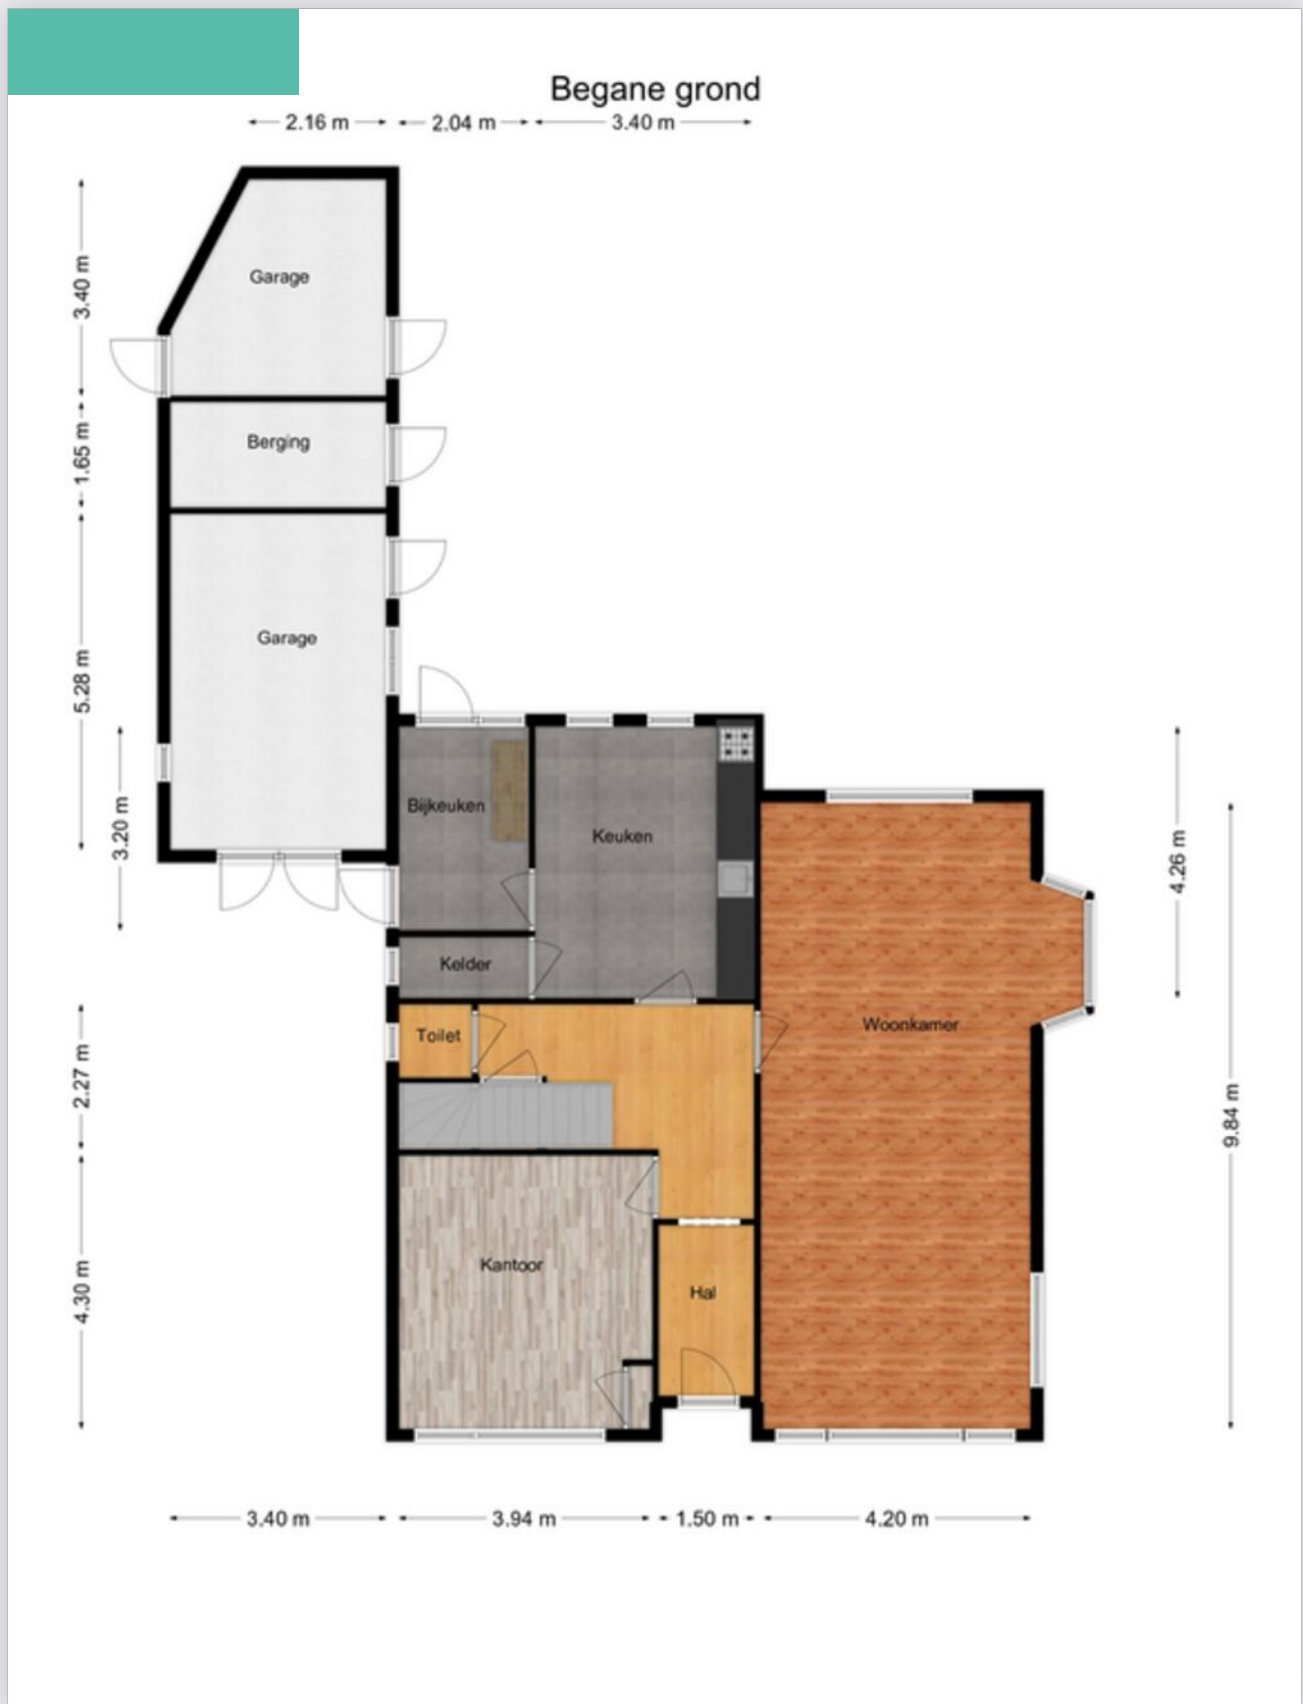 Begane grond
2.16 m
2.04 m
3.40 m
3.40 m
Garage
1.65 m
Berging
5.28 m
Garage
3.20 m
Bijkeuken
Keuken
4.26 m
Kelder
Toilet
Woonkamer
2.27 m
9.84 m
Kantoor
Hal
4.30 m
3.40 m
3.94 m
1.50 m
4.20 m